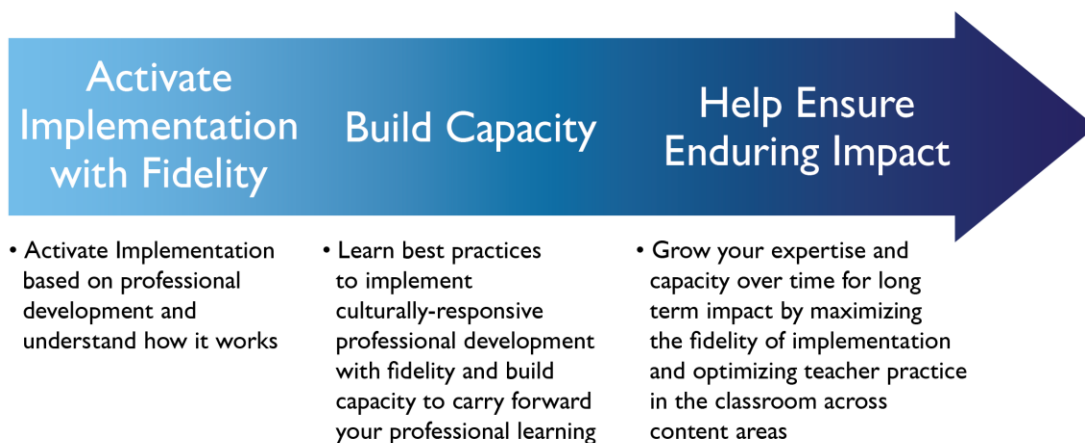 Activate
Implementation
with Fidelity
Build Capacity
Help Ensure
Enduring Impact
• Activate Implementation
based on professional
development and
understand how it works
• Learn best practices
to implement
culturally-responsive
professional development
with fidelity and build
capacity to carry forward
your professional learning
• Grow your expertise and
capacity over time for long
term impact by maximizing
the fidelity of implementation
and optimizing teacher practice
in the classroom across
content areas